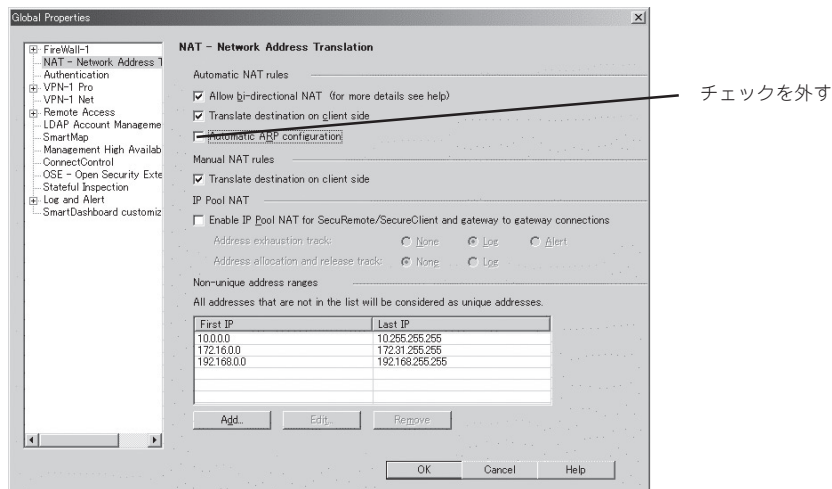 Global Properties
FireWall-1
NAT - Network Address T
Authentication
VPN-1 Pro
VPN-1 Net
Remote Access
LDAP Account Manageme
SmartMap
Management High Availab
ConnectControl
OSE - Open Security Exte
Stateful Inspection
Log and Alert
SmartDashboard customiz
NAT - Network Address Translation
Automatic NAT rules
Allow bi-directional NAT (for more details see help)
Translate destination on client side
Automatic ARP configuration
チェックを外す
Manual NAT rules
Translate destination on client side
IP Pool NAT
Enable IP Pool NAT for SecuRemote/SecureClient and gateway to gateway connections
Address exhaustion track: None Log Alert
Address allocation and release track: None Log
Non-unique address ranges
All addresses that are not in the list will be considered as unique addresses.
First IP Last IP
10.0.0.0 10.255.255.255
172.16.0.0 172.31.255.255
192.168.0.0 192.168.255.255
Add... Edit... Remove
OK Cancel Help